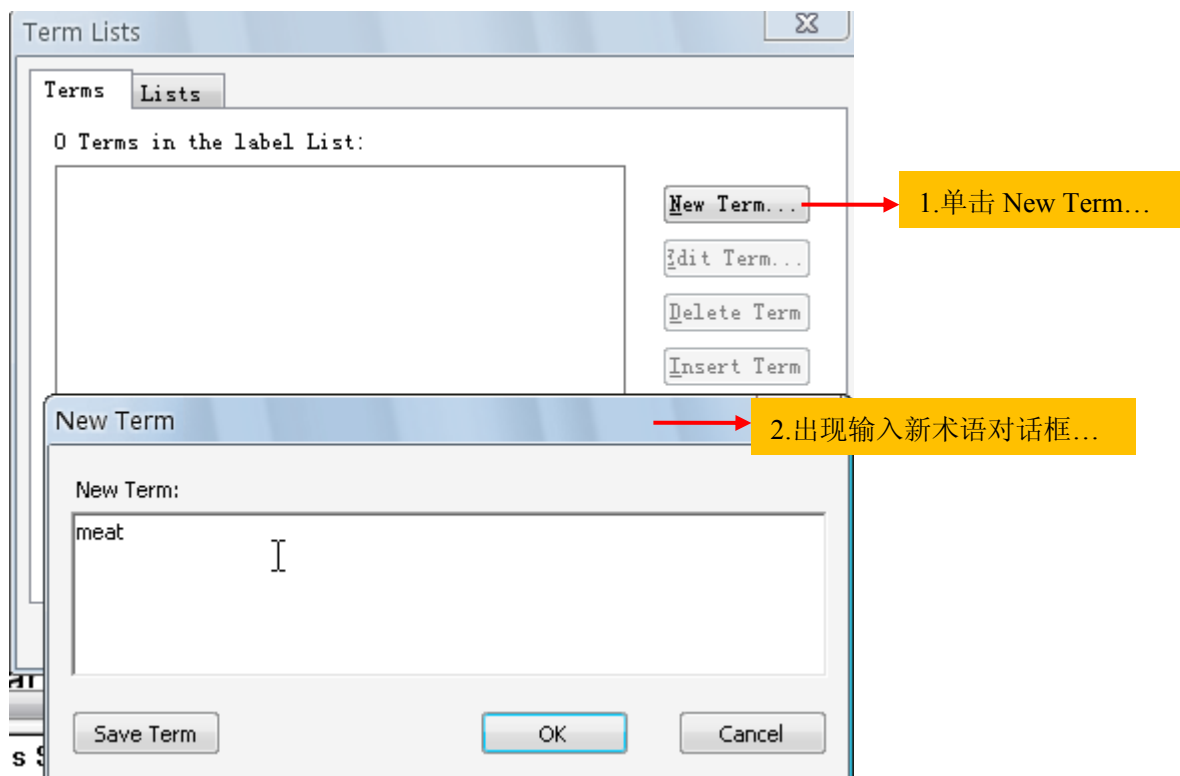 Term Lists
Terms Lists
0 Terms in the label List:
New Term...
1.单击 New Term…
Edit Term...
Delete Term
Insert Term
New Term
2.出现输入新术语对话框…
New Term:
meat
Save Term OK Cancel